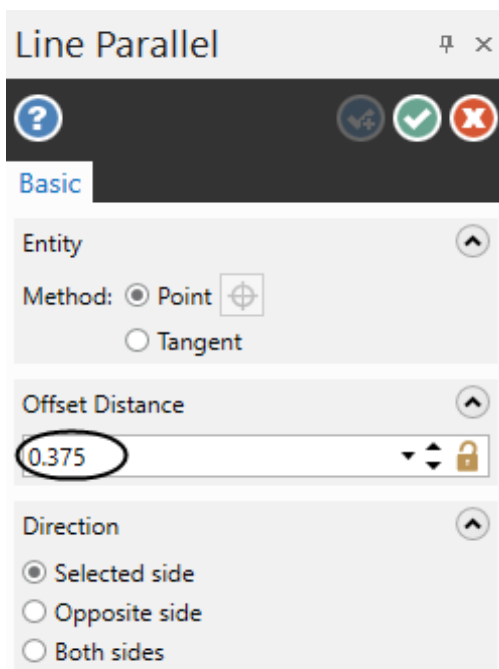 Line Parallel
Basic
Entity
Method: Point
Tangent
Offset Distance
0.375
Direction
Selected side
Opposite side
Both sides